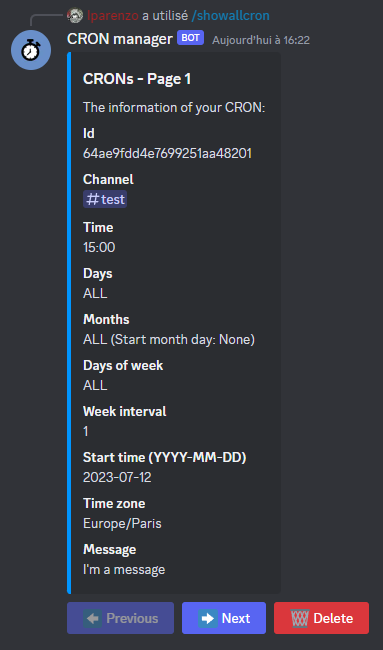 lparenzo a utilisé /showallcron
CRON manager BOT Aujourd'hui à 16:22
CRONs - Page 1
The information of your CRON:
Id
64ae9fdd4e7699251aa48201
Channel
#test
Time
15:00
Days
ALL
Months
ALL (Start month day: None)
Days of week
ALL
Week interval
1
Start time (YYYY-MM-DD)
2023-07-12
Time zone
Europe/Paris
Message
I'm a message
Previous Next Delete